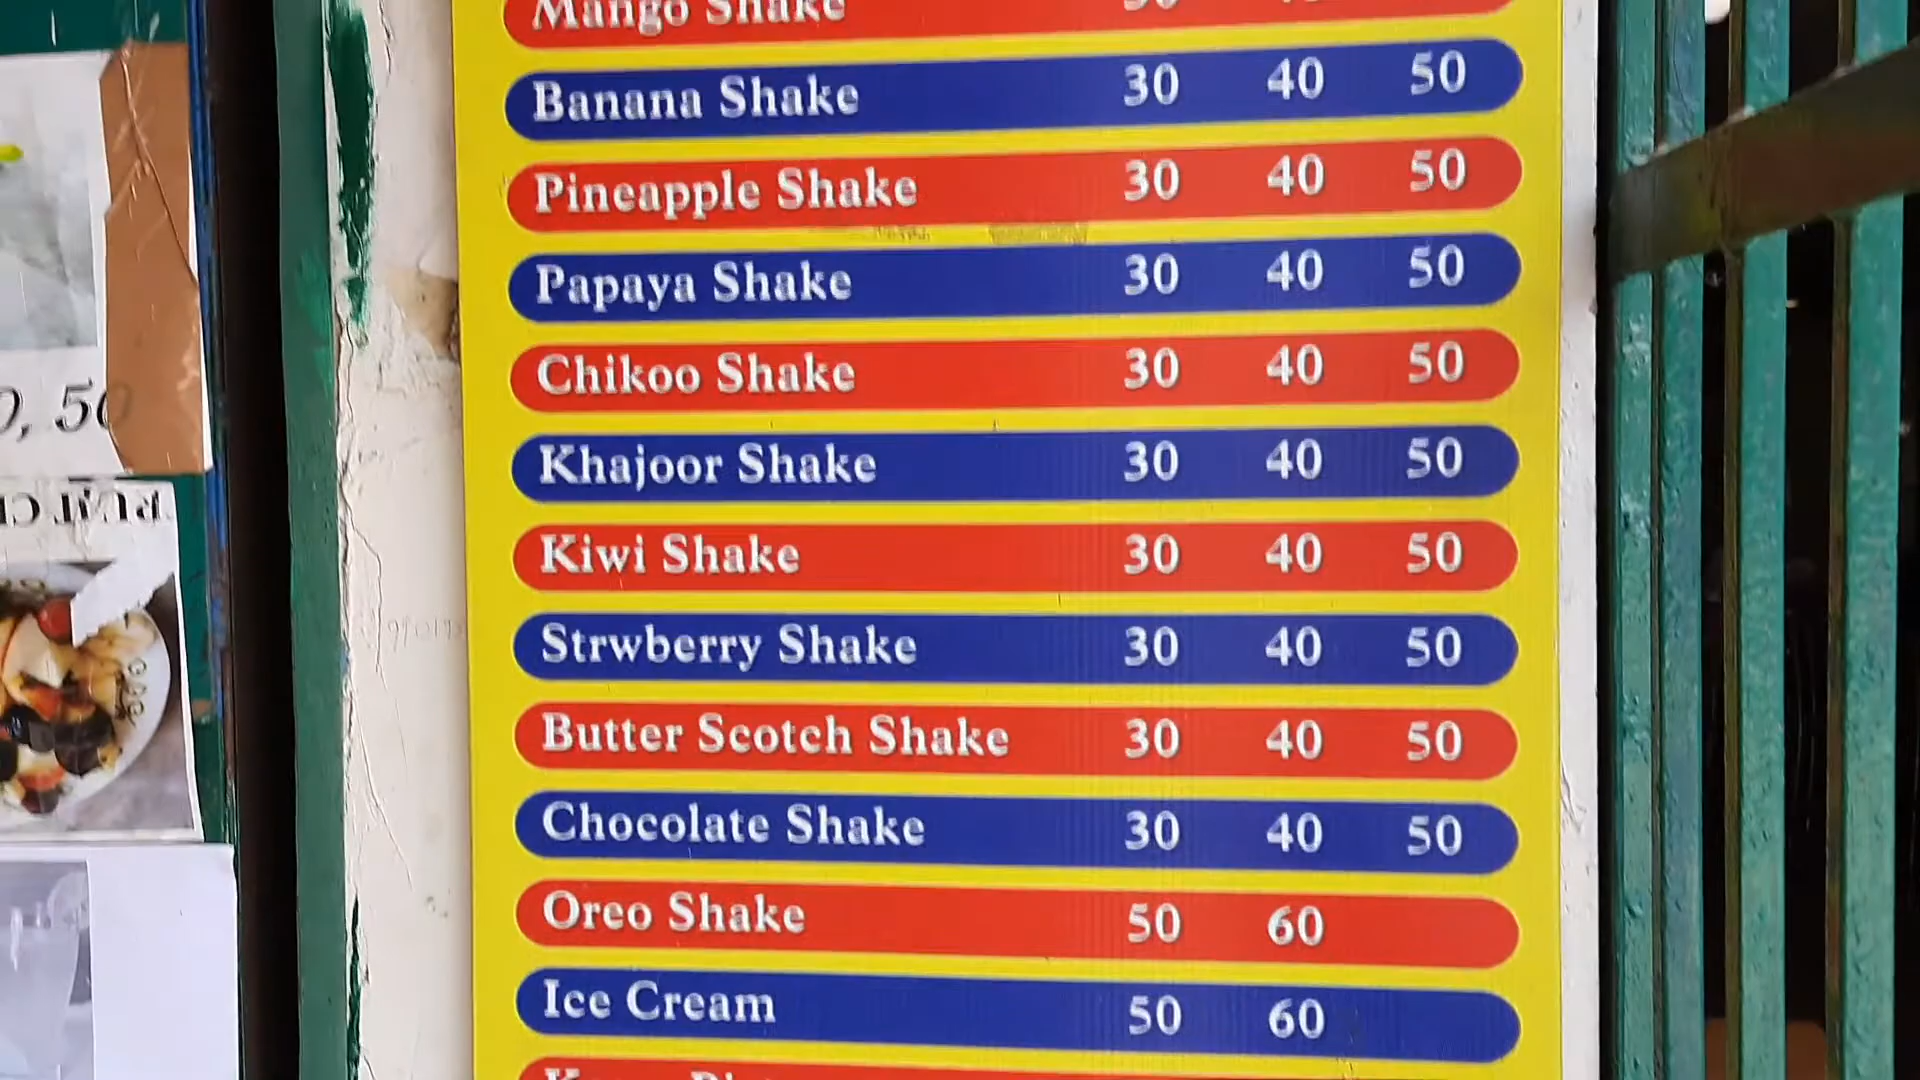 Mango Shake
Banana Shake 30 40 50
Pineapple Shake 30 40 50
Papaya Shake 30 40 50
Chikoo Shake 30 40 50
Khajoor Shake 30 40 50
Kiwi Shake 30 40 50
Strwberry Shake 30 40 50
Butter Scotch Shake 30 40 50
Chocolate Shake 30 40 50
Oreo Shake 50 60
Ice Cream 50 60